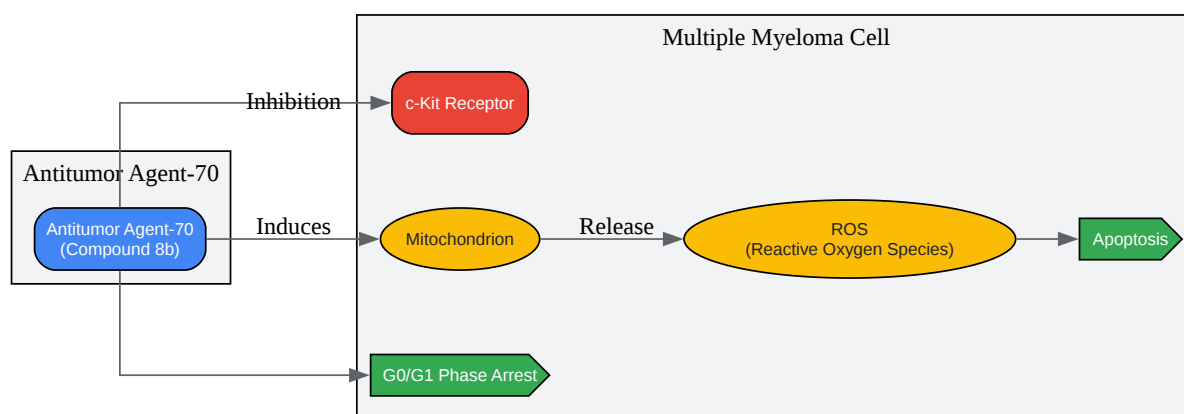 Multiple Myeloma Cell
Inhibition
c-Kit Receptor
Antitumor Agent-70
Antitumor Agent-70
(Compound 8b)
Induces
Mitochondrion
Release
ROS
(Reactive Oxygen Species)
Apoptosis
G0/G1 Phase Arrest